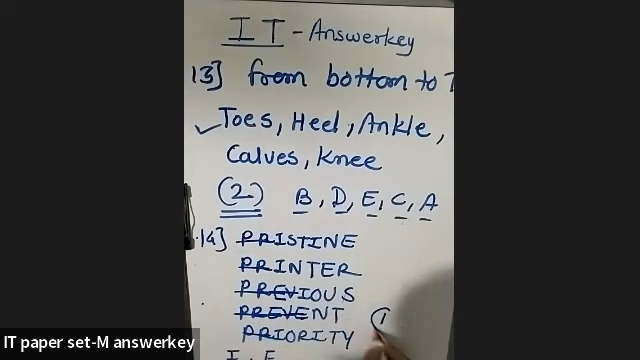 IT - Answerkey
13] from bottom to T
✓ Toes, Heel, Ankle,
Calves, Knee
(2) B, D, E, C, A
14] PRISTINE
PRINTER
PREVIOUS
PREVENT (1
PRIORITY
I, E
IT paper set-M answerkey